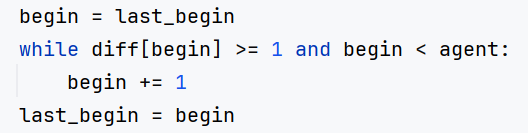 begin = last_begin
while diff[begin] >= 1 and begin < agent:
    begin += 1
last_begin = begin